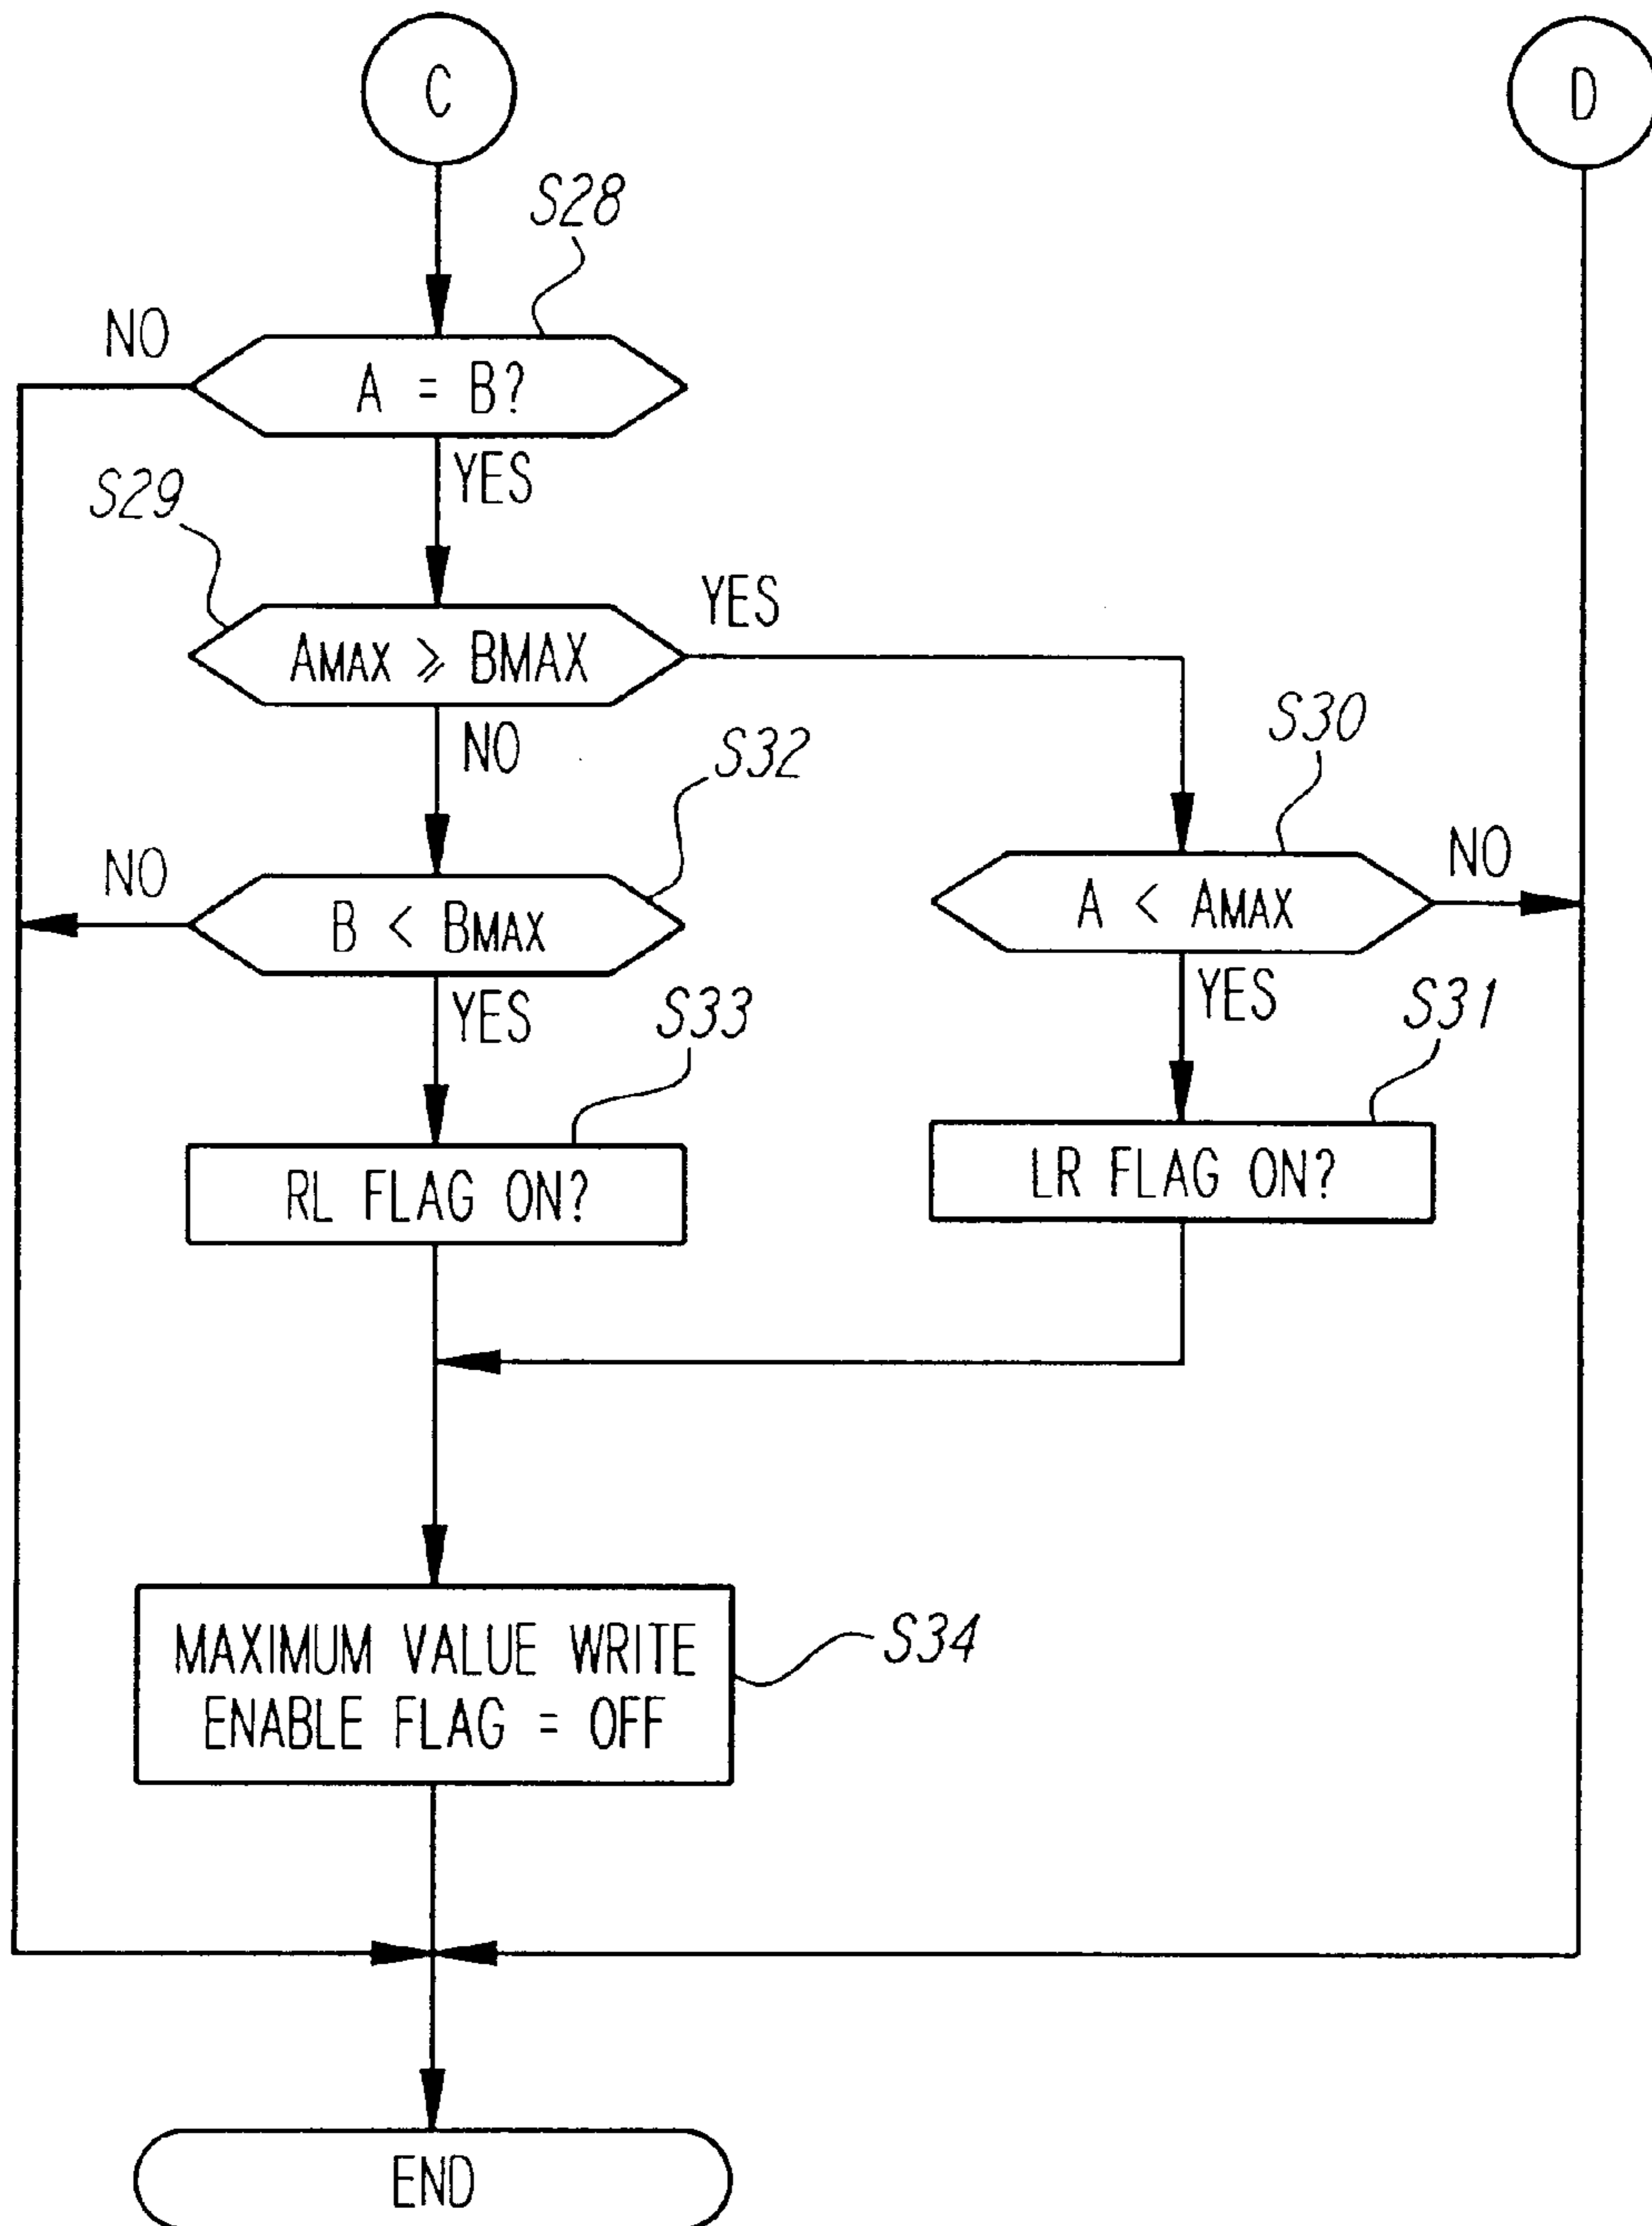 C
D
S28
NO
A = B?
YES
S29
YES
AMAX ≥ BMAX
NO
S30
S32
NO
B < BMAX
A < AMAX
NO
YES
S33
YES
S31
RL FLAG ON?
LR FLAG ON?
MAXIMUM VALUE WRITE
ENABLE FLAG = OFF
S34
END